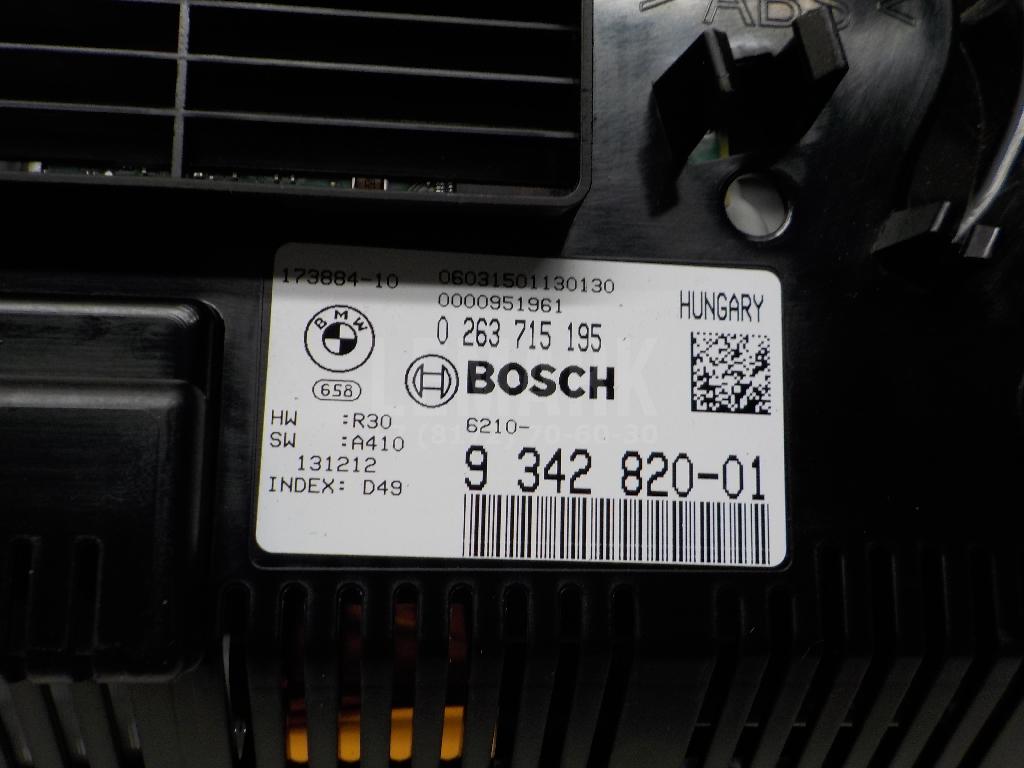 173884-10 06031501130130
0000951961
HUNGARY
BMW
0 263 715 195
658
BOSCH
HW :R30
SW :A410
131212
INDEX: D49
6210-
9 342 820-01